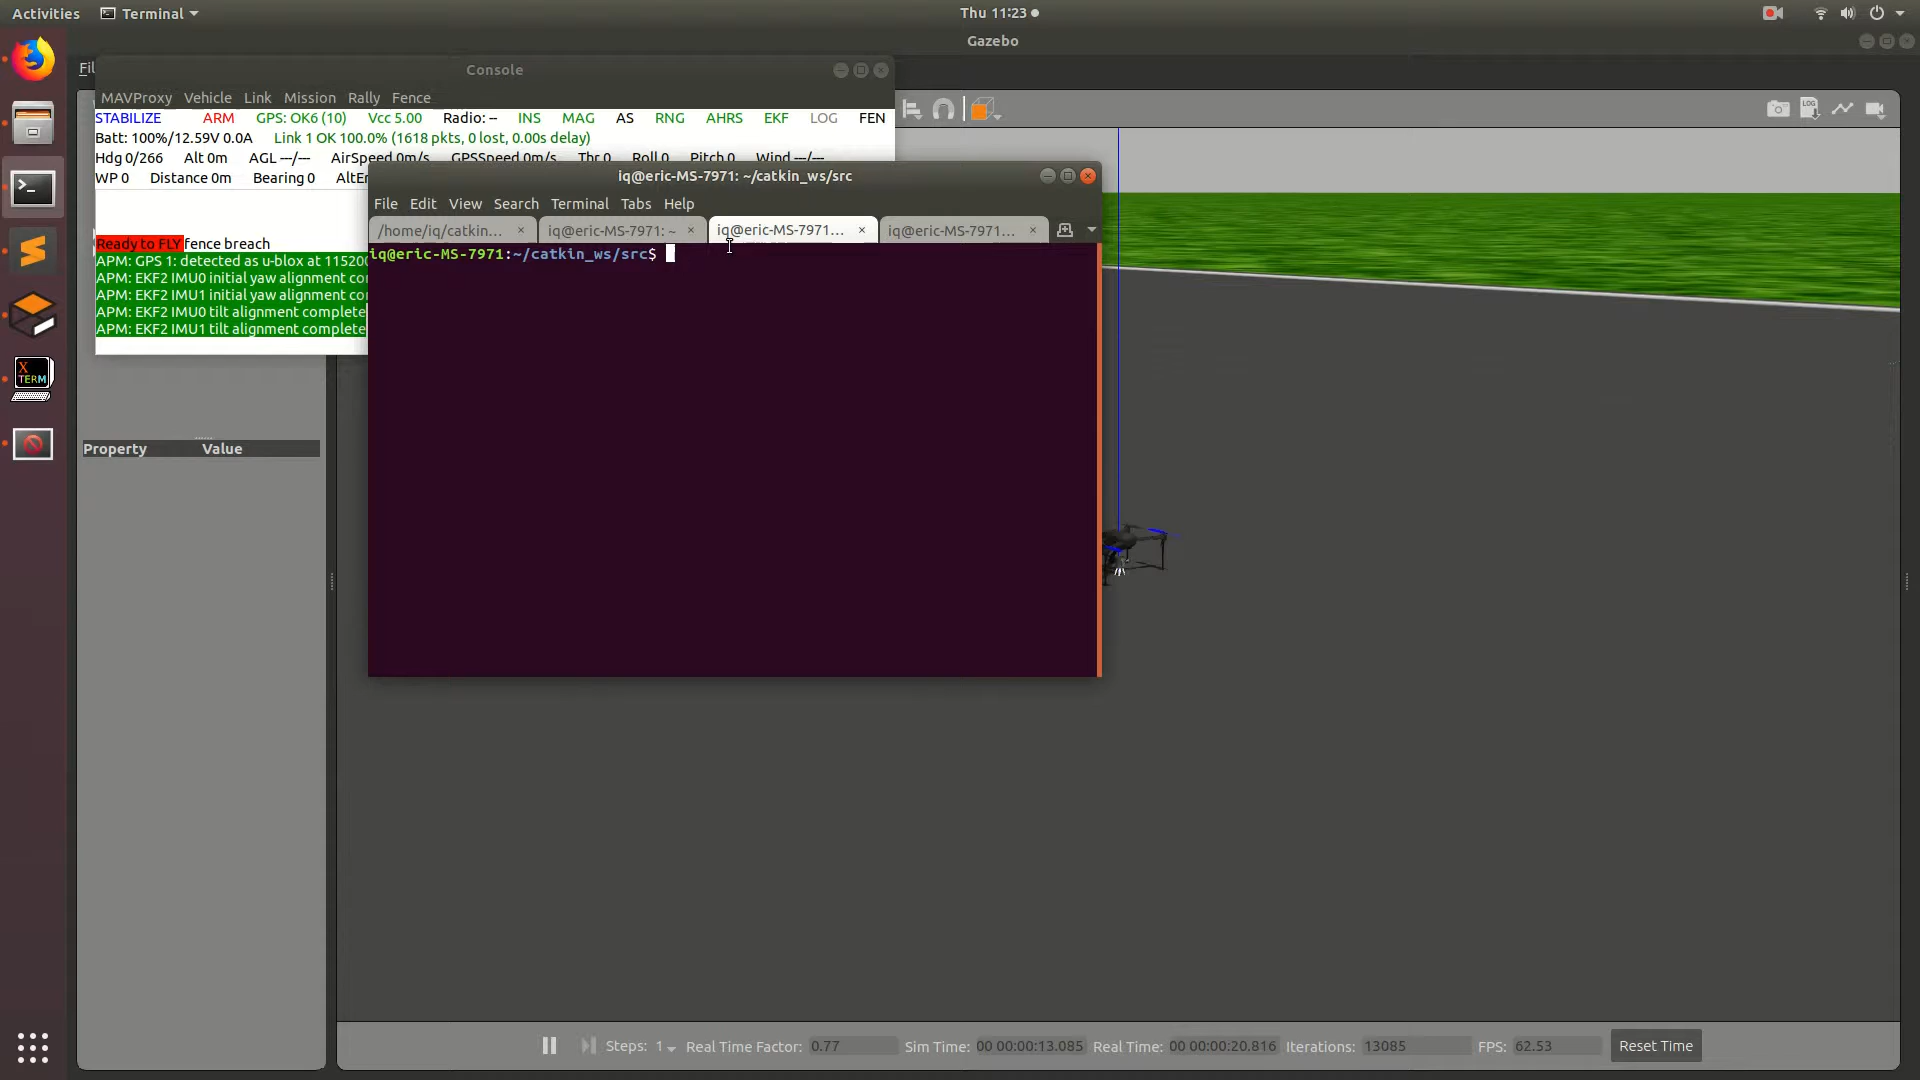 Activities Terminal Thu 11:23
Gazebo
Fil
Console
MAVProxy Vehicle Link Mission Rally Fence
STABILIZE ARM GPS: OK6 (10) Vcc 5.00 Radio: -- INS MAG AS RNG AHRS EKF LOG FEN
Batt: 100%/12.59V 0.0A Link 1 OK 100.0% (1618 pkts, 0 lost, 0.00s delay)
Hdg 0/266 Alt 0m AGL ---/--- AirSpeed 0m/s GPSSpeed 0m/s Thr 0 Roll 0 Pitch 0 Wind ---/---
WP 0 Distance 0m Bearing 0 AltEr
Ready to FLY fence breach
APM: GPS 1: detected as u-blox at 115200
APM: EKF2 IMU0 initial yaw alignment co
APM: EKF2 IMU1 initial yaw alignment co
APM: EKF2 IMU0 tilt alignment complete
APM: EKF2 IMU1 tilt alignment complete
iq@eric-MS-7971: ~/catkin_ws/src
File Edit View Search Terminal Tabs Help
/home/iq/catkin... × iq@eric-MS-7971: ~ × iq@eric-MS-7971... × iq@eric-MS-7971... ×
iq@eric-MS-7971:~/catkin_ws/src$
LOG
X
TERM
Property Value
Steps: 1 Real Time Factor: 0.77 Sim Time: 00 00:00:13.085 Real Time: 00 00:00:20.816 Iterations: 13085 FPS: 62.53 Reset Time